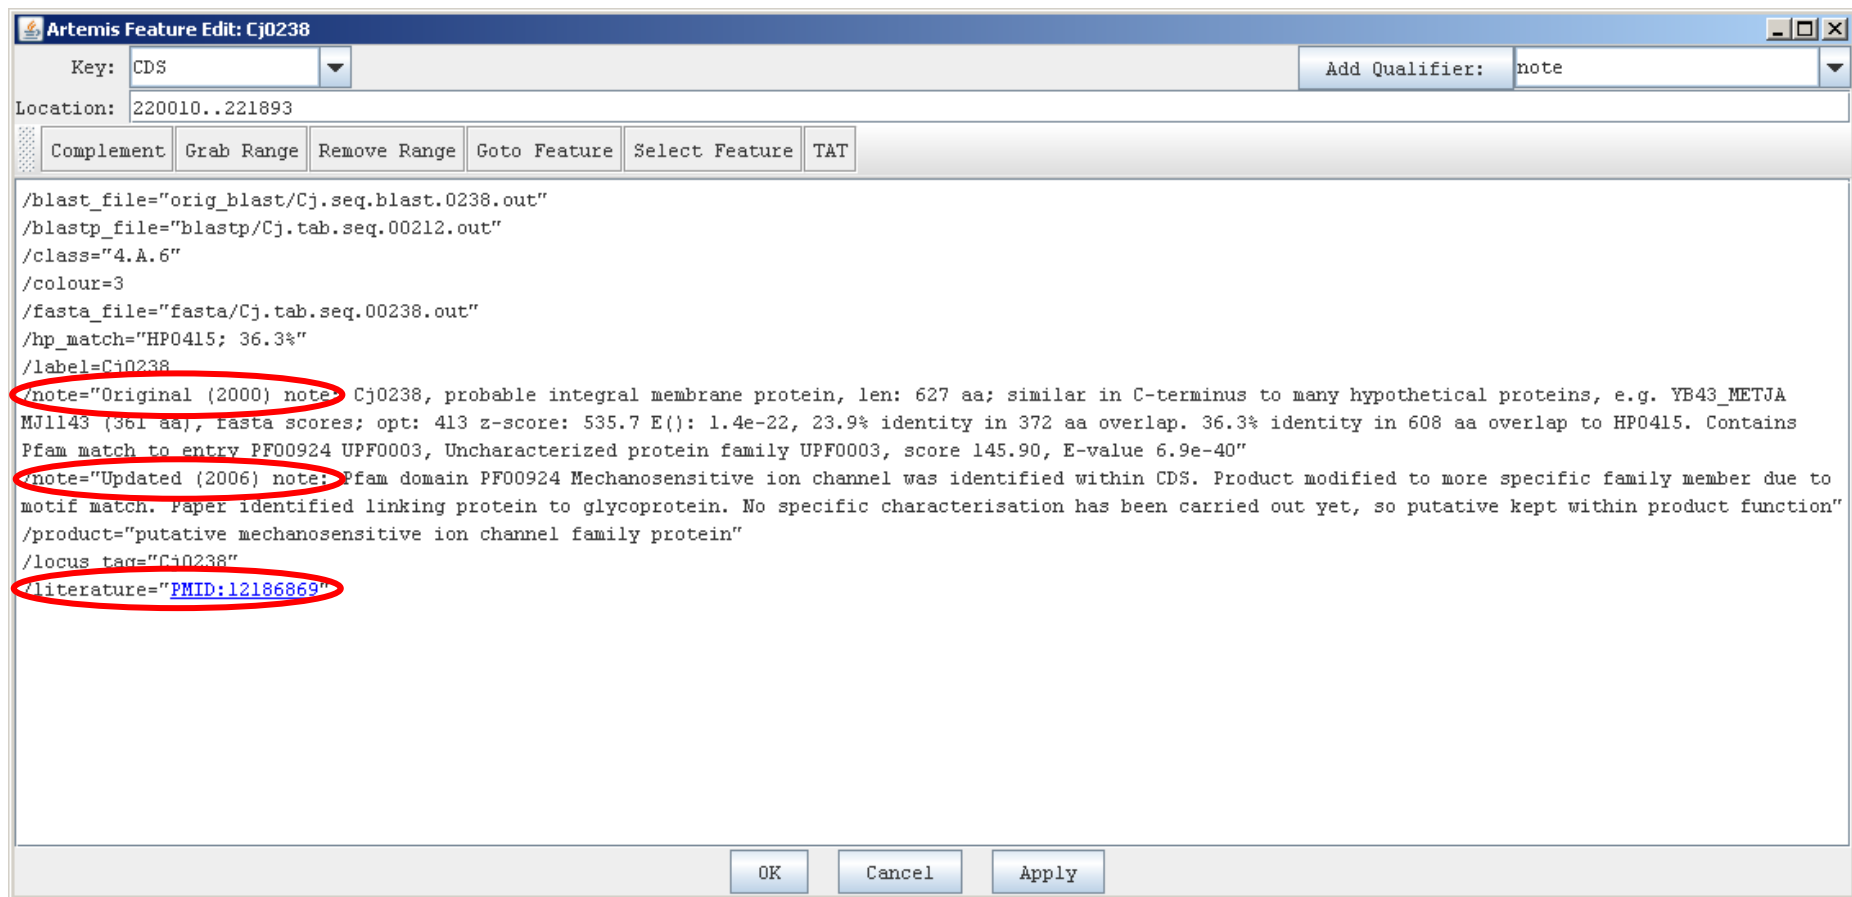 Artemis Feature Edit: Cj0238
Key: CDS Add Qualifier: note
Location: 220010..221893
Complement Grab Range Remove Range Goto Feature Select Feature TAT
/blast_file="orig_blast/Cj.seq.blast.0238.out"
/blastp_file="blastp/Cj.tab.seq.00212.out"
/class="4.A.6"
/colour=3
/fasta_file="fasta/Cj.tab.seq.00238.out"
/hp_match="HP0415; 36.3%"
/label=Cj0238
/note="Original (2000) note: Cj0238, probable integral membrane protein, len: 627 aa; similar in C-terminus to many hypothetical proteins, e.g. YB43_METJA
MJ1143 (361 aa), fasta scores; opt: 413 z-score: 535.7 E(): 1.4e-22, 23.9% identity in 372 aa overlap. 36.3% identity in 608 aa overlap to HP0415. Contains
Pfam match to entry PF00924 UPF0003, Uncharacterized protein family UPF0003, score 145.90, E-value 6.9e-40"
/note="Updated (2006) note: Pfam domain PF00924 Mechanosensitive ion channel was identified within CDS. Product modified to more specific family member due to
motif match. Paper identified linking protein to glycoprotein. No specific characterisation has been carried out yet, so putative kept within product function"
/product="putative mechanosensitive ion channel family protein"
/locus_tag="Cj0238"
/literature="PMID:12186869"
OK Cancel Apply